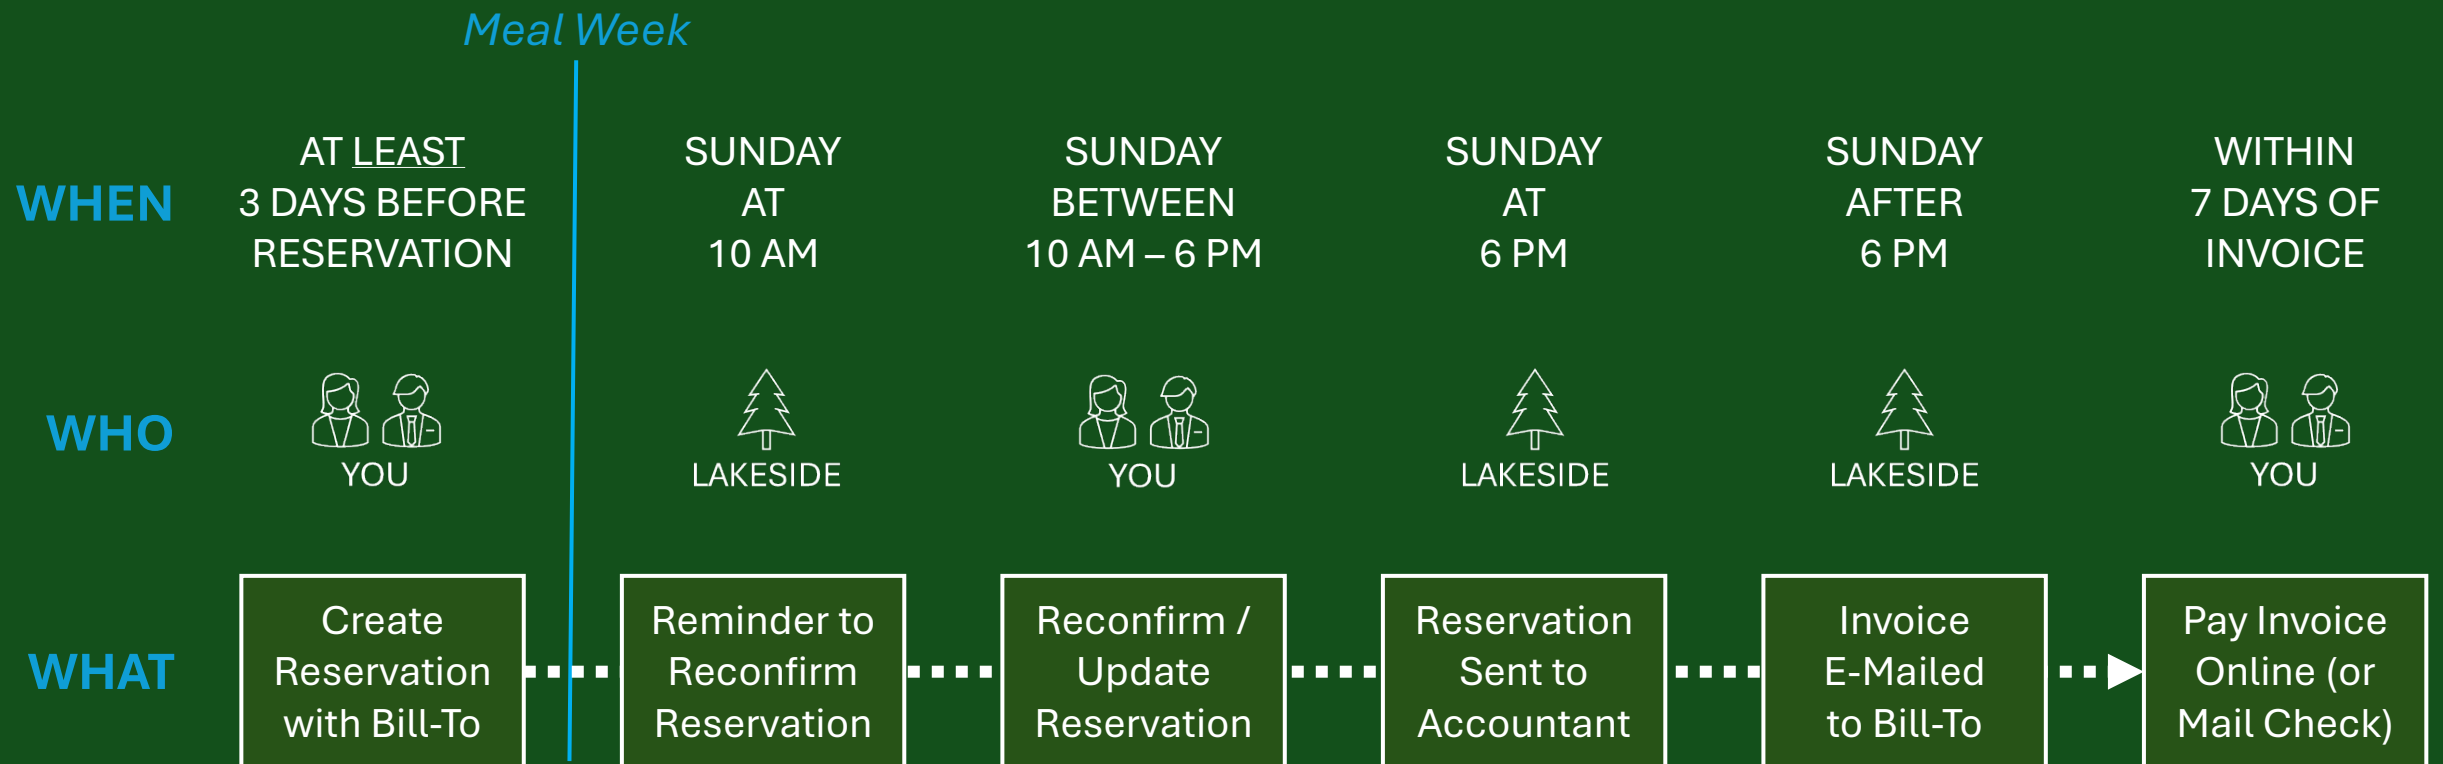 Meal Week
WHEN
AT LEAST
3 DAYS BEFORE
RESERVATION
SUNDAY
AT
10 AM
SUNDAY
BETWEEN
10 AM – 6 PM
SUNDAY
AT
6 PM
SUNDAY
AFTER
6 PM
WITHIN
7 DAYS OF
INVOICE
WHO
YOU
LAKESIDE
YOU
LAKESIDE
LAKESIDE
YOU
WHAT
Create
Reservation
with Bill-To
Reminder to
Reconfirm
Reservation
Reconfirm /
Update
Reservation
Reservation
Sent to
Accountant
Invoice
E-Mailed
to Bill-To
Pay Invoice
Online (or
Mail Check)